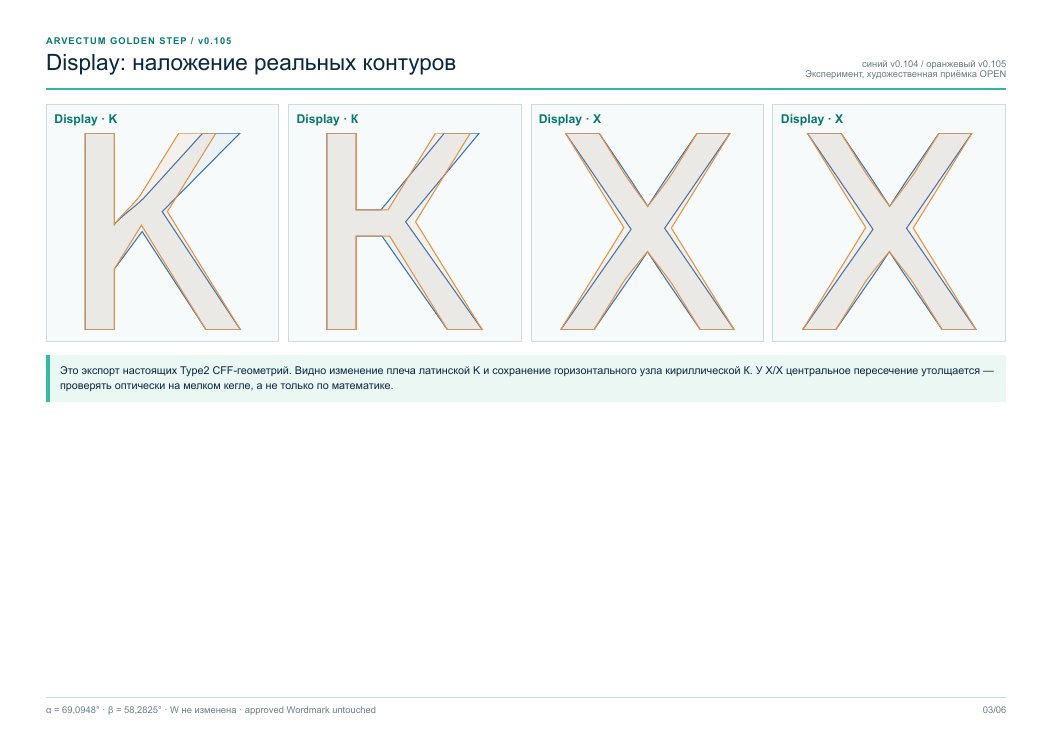 ARVECTUM GOLDEN STEP / v0.105
Display: наложение реальных контуров
синий v0.104 / оранжевый v0.105
Эксперимент, художественная приёмка OPEN
Display · K
Display · К
Display · X
Display · Х
Это экспорт настоящих Type2 CFF-геометрий. Видно изменение плеча латинской K и сохранение горизонтального узла кириллической К. У X/Х центральное пересечение утолщается —
проверять оптически на мелком кегле, а не только по математике.
α = 69,0948° · β = 58,2825° · W не изменена · approved Wordmark untouched
03/06